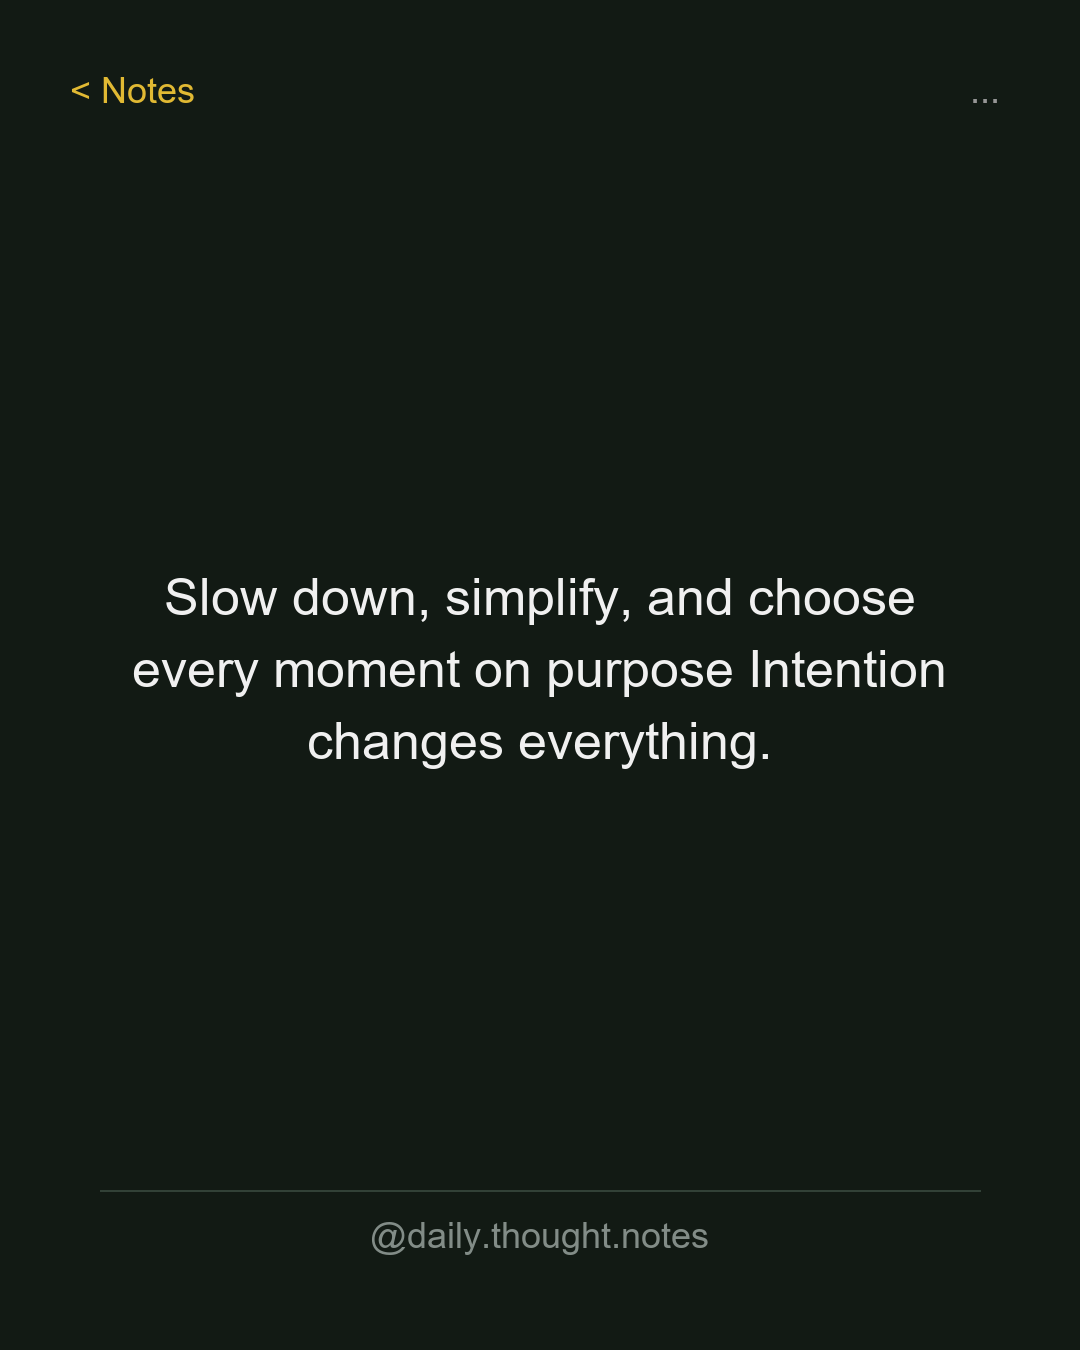 < Notes
...
Slow down, simplify, and choose
every moment on purpose Intention
changes everything.
@daily.thought.notes